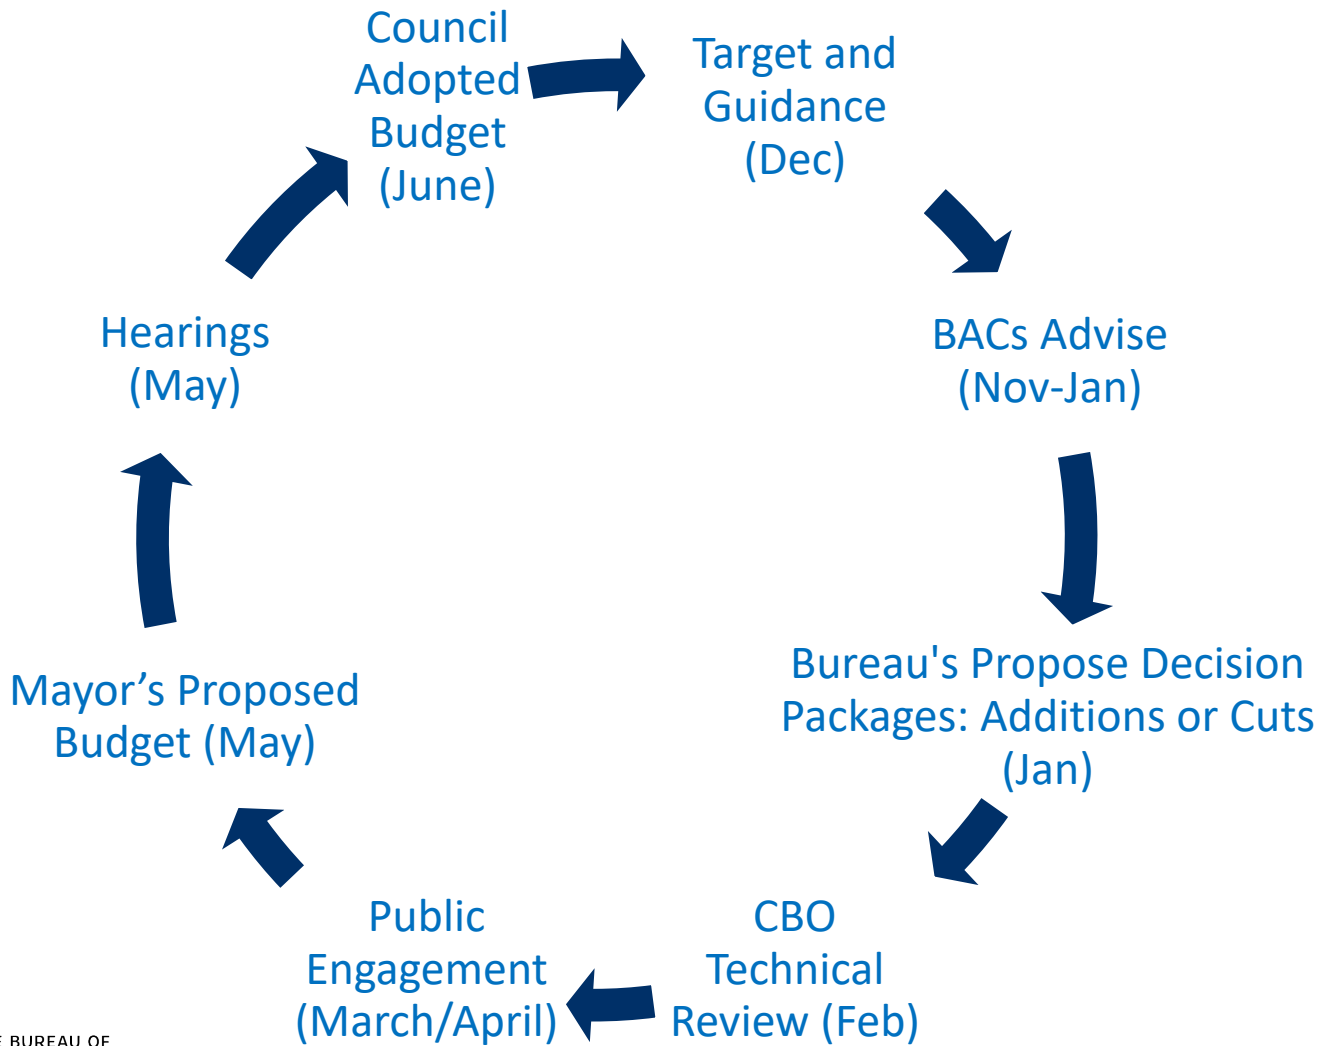 Council
Adopted
Budget
(June)
Target and
Guidance
(Dec)
BACs Advise
(Nov-Jan)
Bureau's Propose Decision
Packages: Additions or Cuts
(Jan)
CBO
Technical
Review (Feb)
Public
Engagement
(March/April)
Mayor’s Proposed
Budget (May)
Hearings
(May)
BUREAU OF